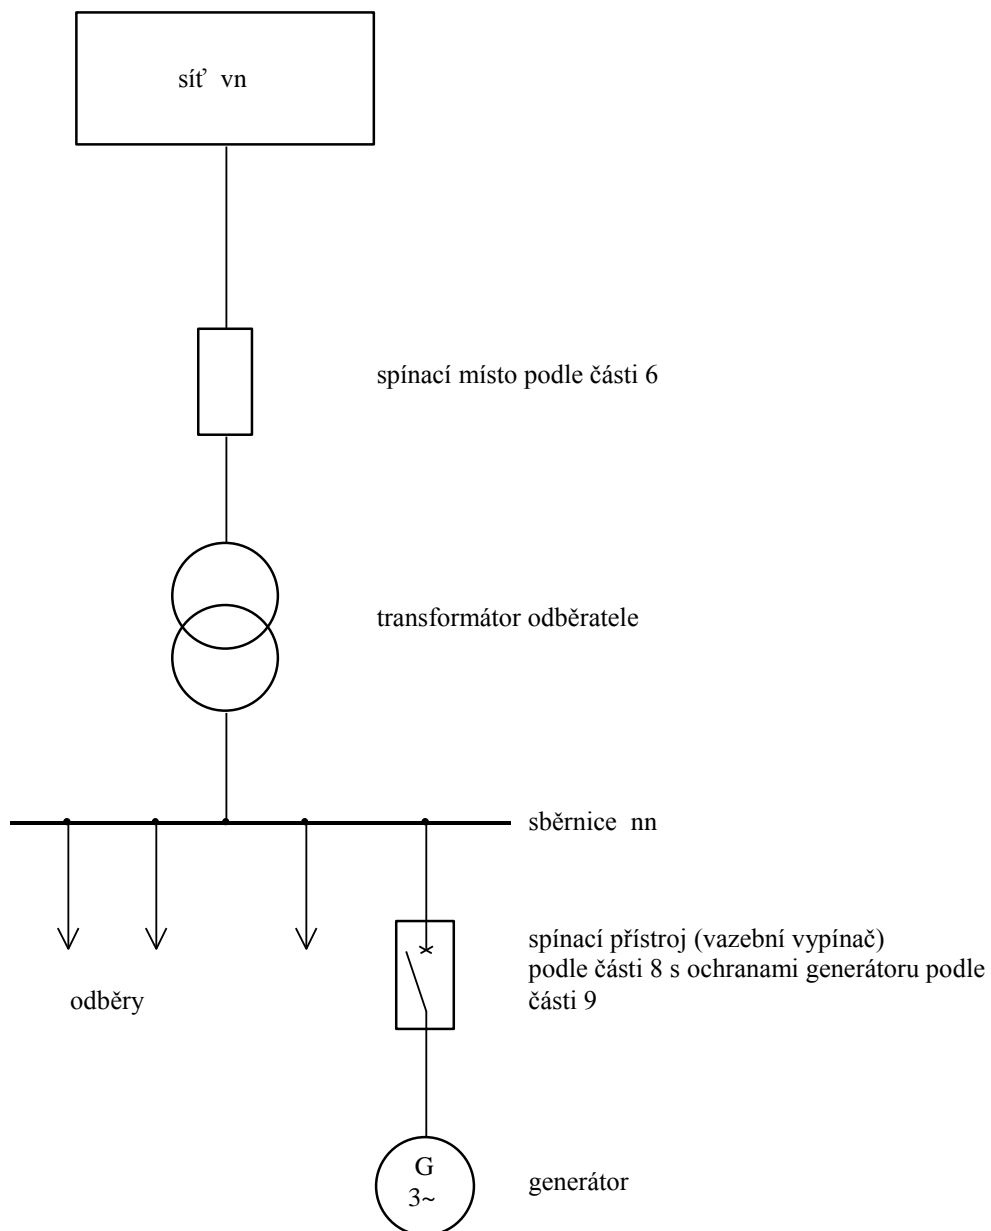 síť vn
spínací místo podle části 6
transformátor odběratele
sběrnice nn
spínací přístroj (vazební vypínač)
podle části 8 s ochranami generátoru podle
části 9
odběry
G
3~
generátor